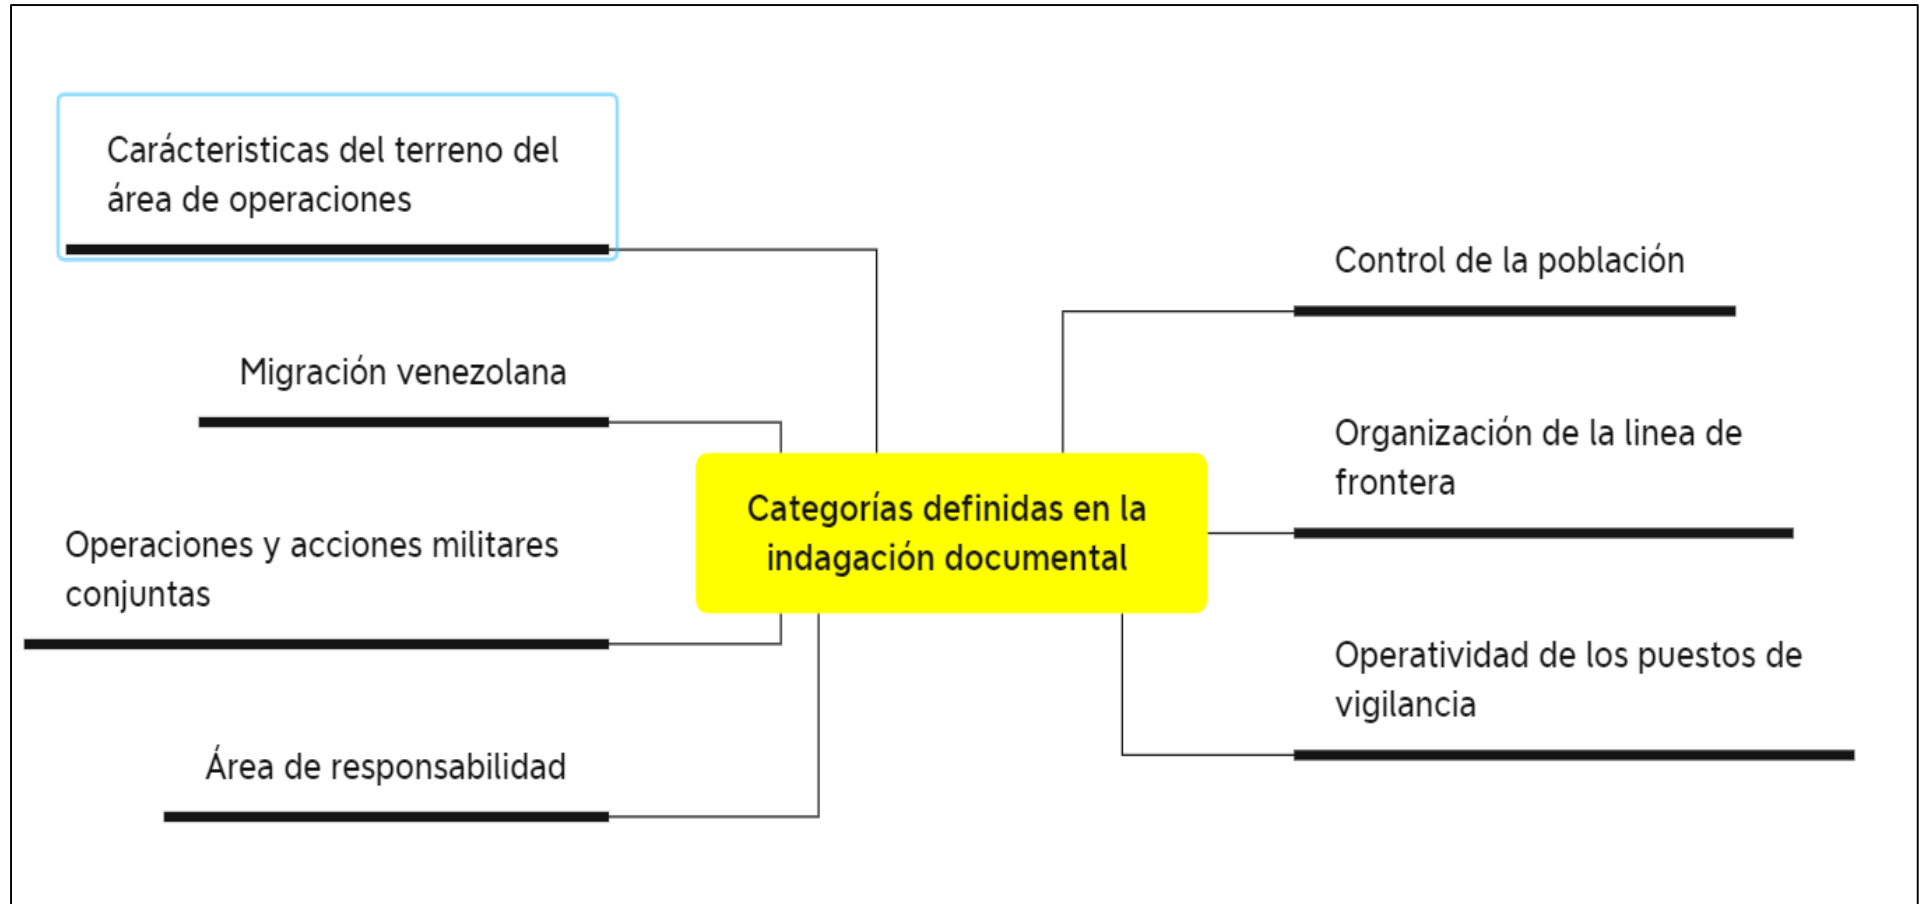 Carácteristicas del terreno del
área de operaciones
Migración venezolana
Operaciones y acciones militares
conjuntas
Área de responsabilidad
Categorías definidas en la
indagación documental
Control de la población
Organización de la linea de
frontera
Operatividad de los puestos de
vigilancia